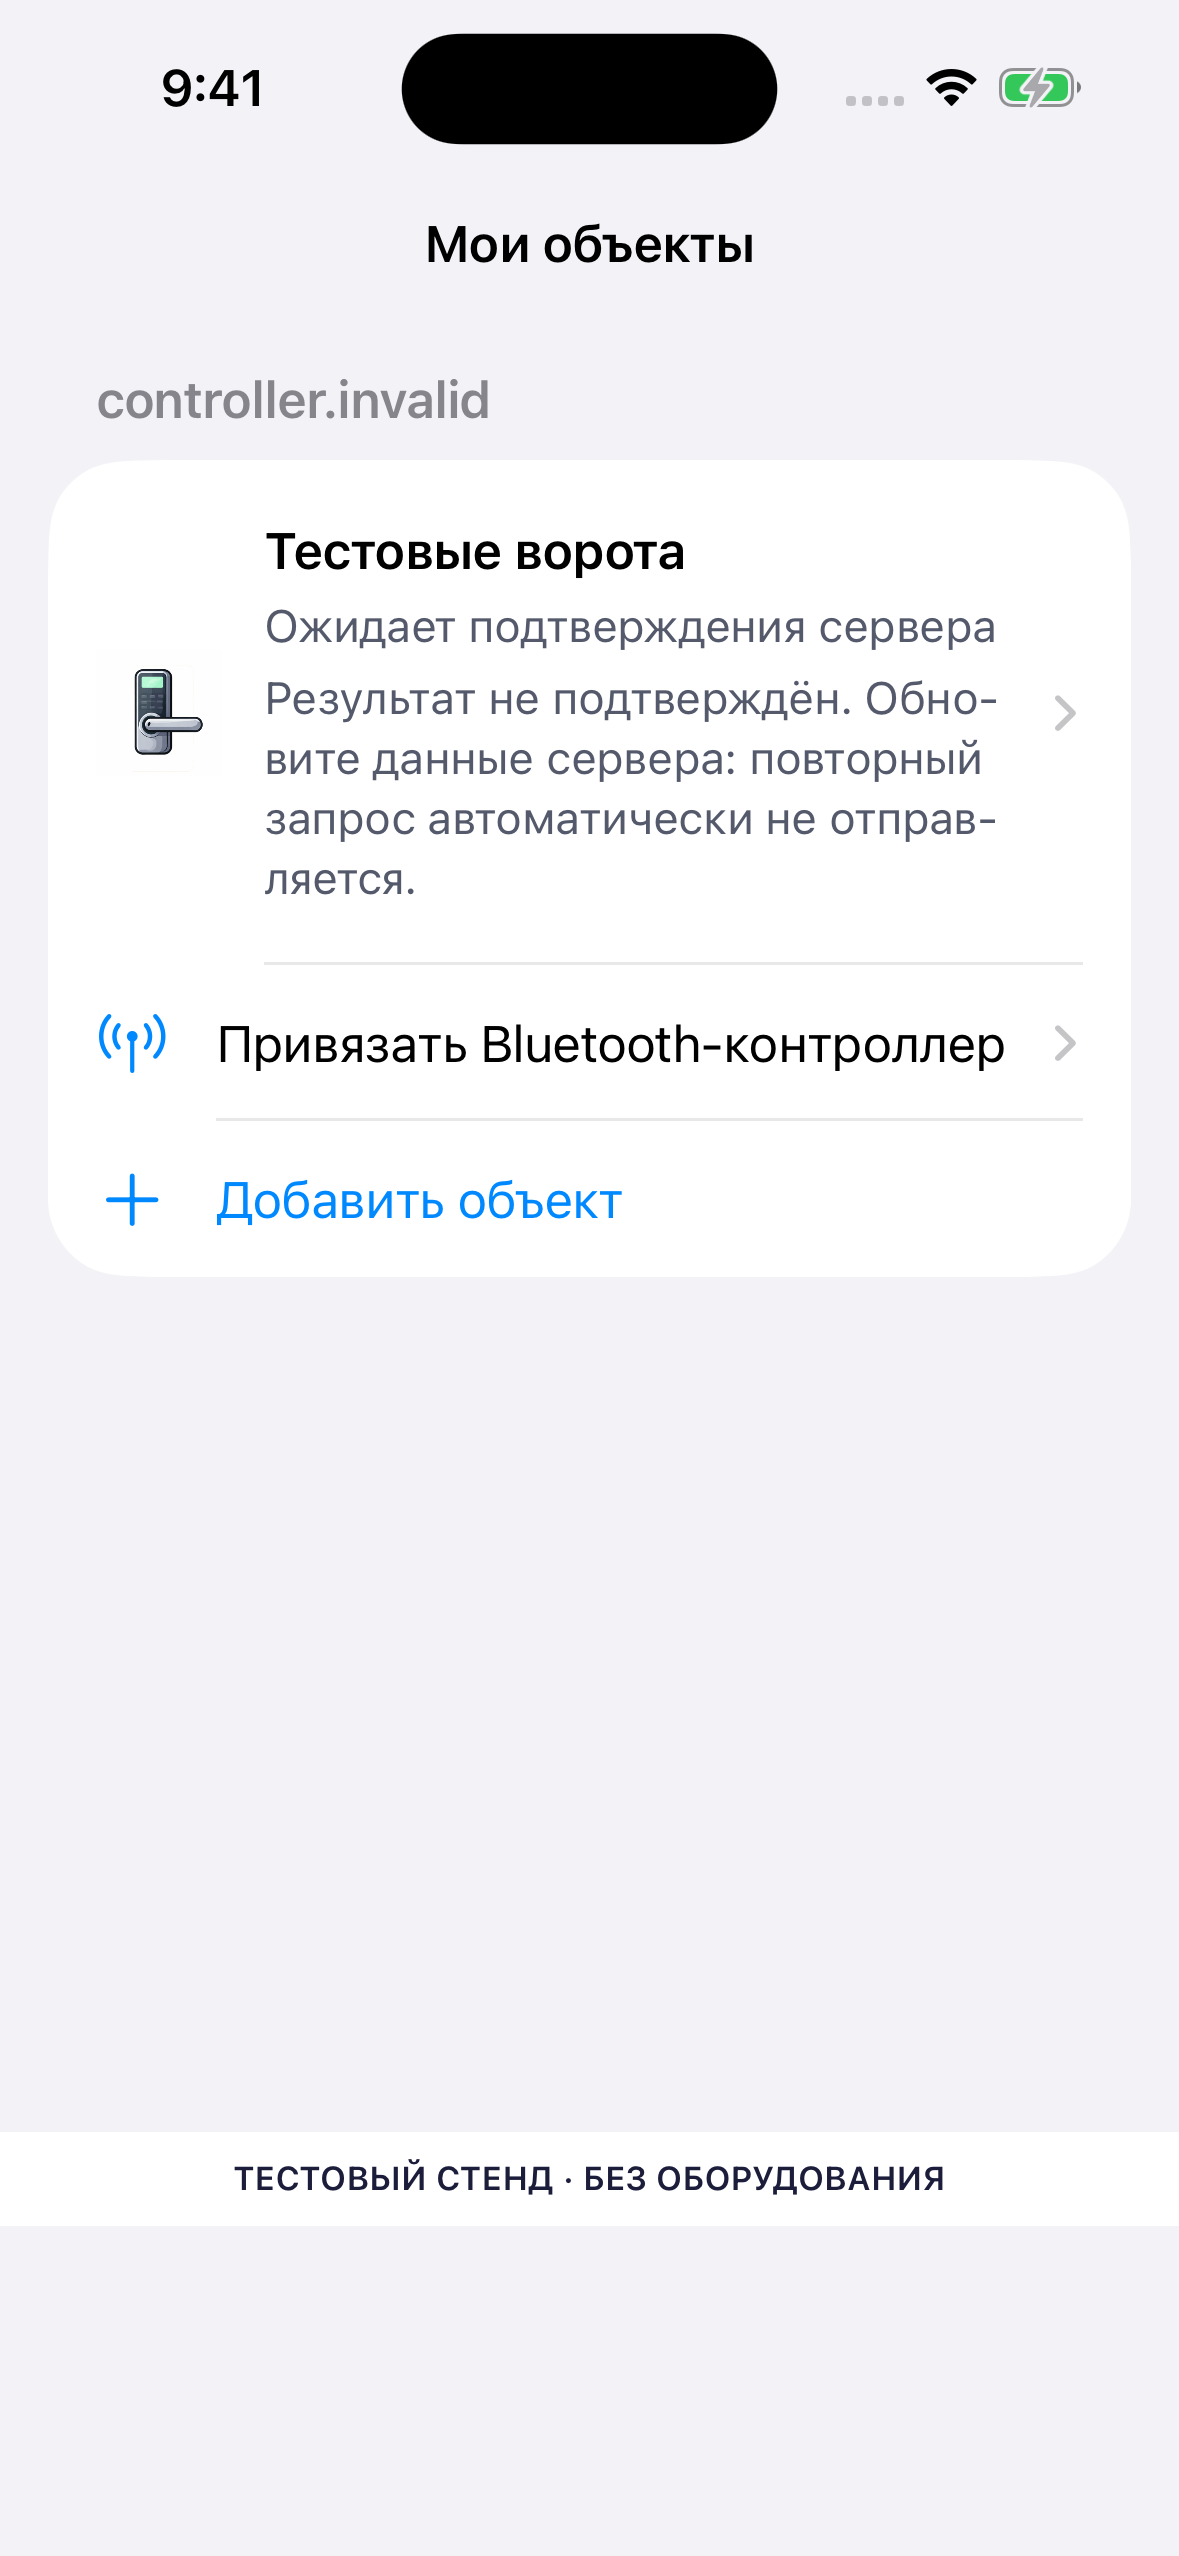 9:41
Мои объекты
controller.invalid
Тестовые ворота
Ожидает подтверждения сервера
Результат не подтверждён. Обно-
вите данные сервера: повторный
запрос автоматически не отправ-
ляется.
Привязать Bluetooth-контроллер
Добавить объект
ТЕСТОВЫЙ СТЕНД · БЕЗ ОБОРУДОВАНИЯ